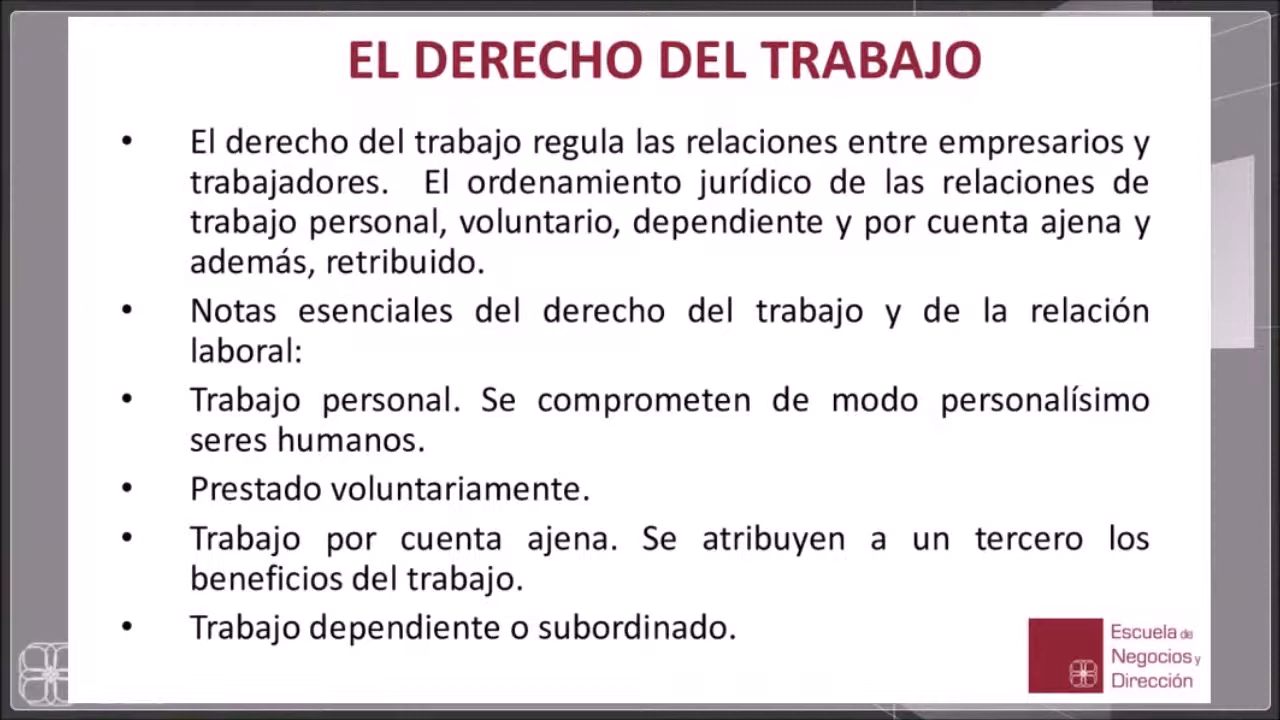 EL DERECHO DEL TRABAJO
• El derecho del trabajo regula las relaciones entre empresarios y
trabajadores. El ordenamiento jurídico de las relaciones de
trabajo personal, voluntario, dependiente y por cuenta ajena y
además, retribuido.
• Notas esenciales del derecho del trabajo y de la relación
laboral:
• Trabajo personal. Se comprometen de modo personalísimo
seres humanos.
• Prestado voluntariamente.
• Trabajo por cuenta ajena. Se atribuyen a un tercero los
beneficios del trabajo.
• Trabajo dependiente o subordinado.
Escuela de
Negocios y
Dirección